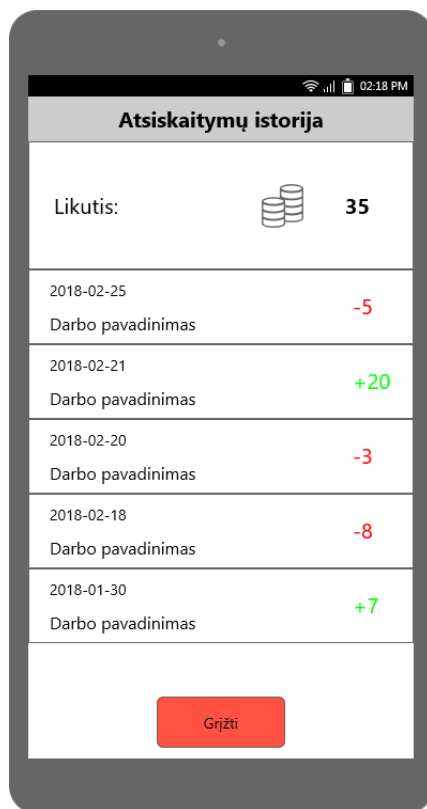 02:18 PM
Atsiskaitymų istorija
Likutis: 35
2018-02-25
Darbo pavadinimas
-5
2018-02-21
Darbo pavadinimas
+20
2018-02-20
Darbo pavadinimas
-3
2018-02-18
Darbo pavadinimas
-8
2018-01-30
Darbo pavadinimas
+7
Grįžti